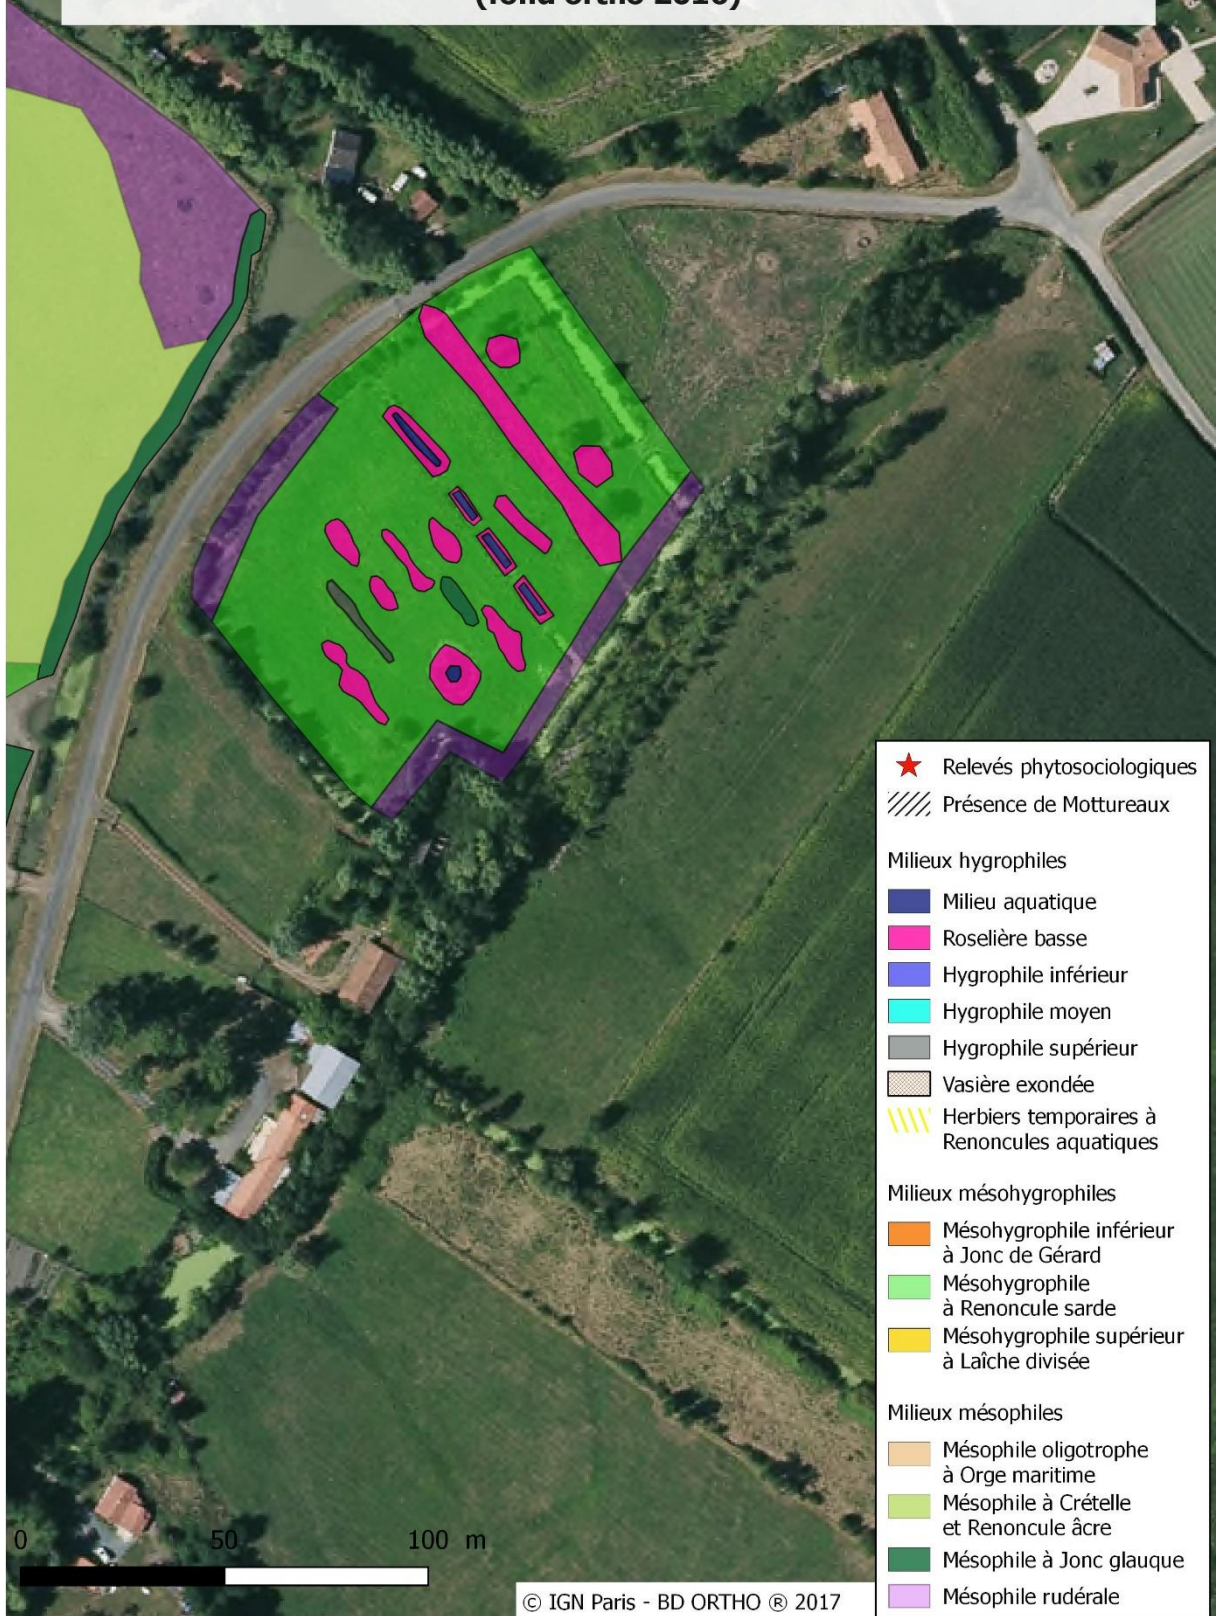 (fond ortho 2016)
Relevés phytosociologiques
Présence de Mottureaux
Milieux hygrophiles
Milieu aquatique
Roselière basse
Hygrophile inférieur
Hygrophile moyen
Hygrophile supérieur
Vasière exondée
Herbiers temporaires à
Renoncules aquatiques
Milieux mésohygrophiles
Mésohygrophile inférieur
à Jonc de Gérard
Mésohygrophile
à Renoncule sarde
Mésohygrophile supérieur
à Laîche divisée
Milieux mésophiles
Mésophile oligotrophe
à Orge maritime
Mésophile à Crételle
et Renoncule âcre
Mésophile à Jonc glauque
Mésophile rudérale
0 50 100 m
© IGN Paris - BD ORTHO ® 2017